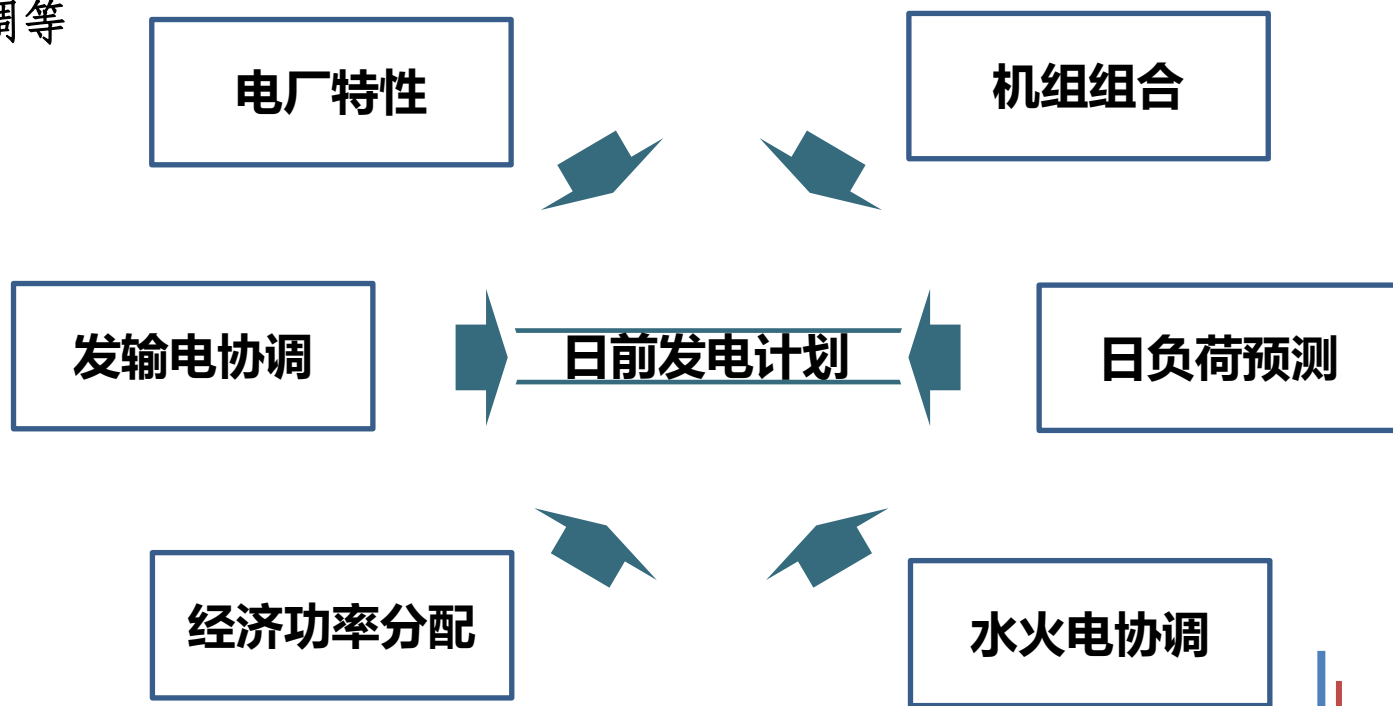 调等
电厂特性
机组组合
发输电协调
日前发电计划
日负荷预测
经济功率分配
水火电协调